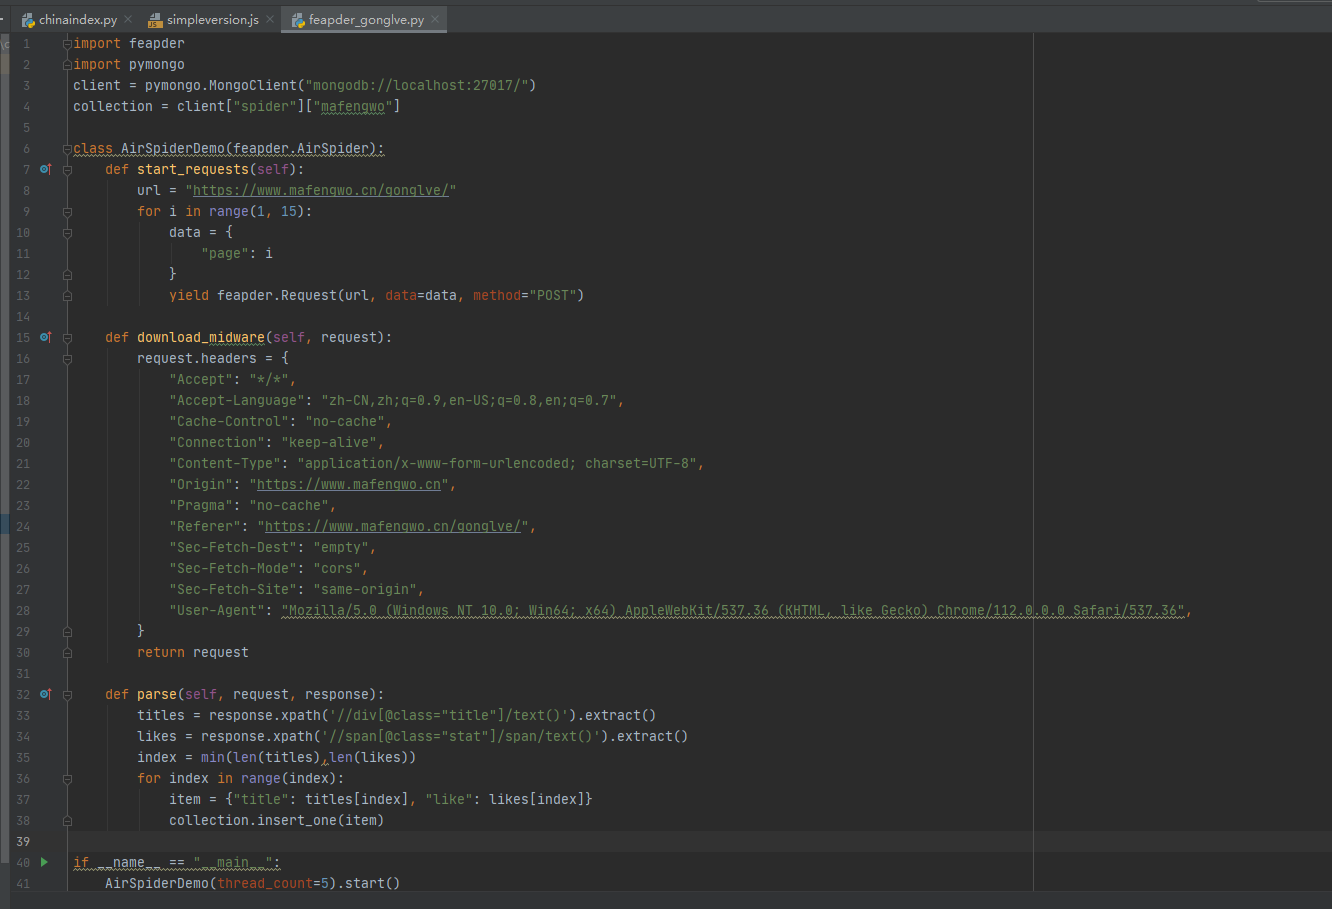 chinaindex.py simpleversion.js feapder_gonglve.py
1 import feapder
2 import pymongo
3 client = pymongo.MongoClient("mongodb://localhost:27017/")
4 collection = client["spider"]["mafengwo"]
5
6 class AirSpiderDemo(feapder.AirSpider):
7     def start_requests(self):
8         url = "https://www.mafengwo.cn/gonglve/"
9         for i in range(1, 15):
10             data = {
11                 "page": i
12             }
13             yield feapder.Request(url, data=data, method="POST")
14
15     def download_midware(self, request):
16         request.headers = {
17             "Accept": "*/*",
18             "Accept-Language": "zh-CN,zh;q=0.9,en-US;q=0.8,en;q=0.7",
19             "Cache-Control": "no-cache",
20             "Connection": "keep-alive",
21             "Content-Type": "application/x-www-form-urlencoded; charset=UTF-8",
22             "Origin": "https://www.mafengwo.cn",
23             "Pragma": "no-cache",
24             "Referer": "https://www.mafengwo.cn/gonglve/",
25             "Sec-Fetch-Dest": "empty",
26             "Sec-Fetch-Mode": "cors",
27             "Sec-Fetch-Site": "same-origin",
28             "User-Agent": "Mozilla/5.0 (Windows NT 10.0; Win64; x64) AppleWebKit/537.36 (KHTML, like Gecko) Chrome/112.0.0.0 Safari/537.36",
29         }
30         return request
31
32     def parse(self, request, response):
33         titles = response.xpath('//div[@class="title"]/text()').extract()
34         likes = response.xpath('//span[@class="stat"]/span/text()').extract()
35         index = min(len(titles),len(likes))
36         for index in range(index):
37             item = {"title": titles[index], "like": likes[index]}
38             collection.insert_one(item)
39
40 if __name__ == "__main__":
41     AirSpiderDemo(thread_count=5).start()